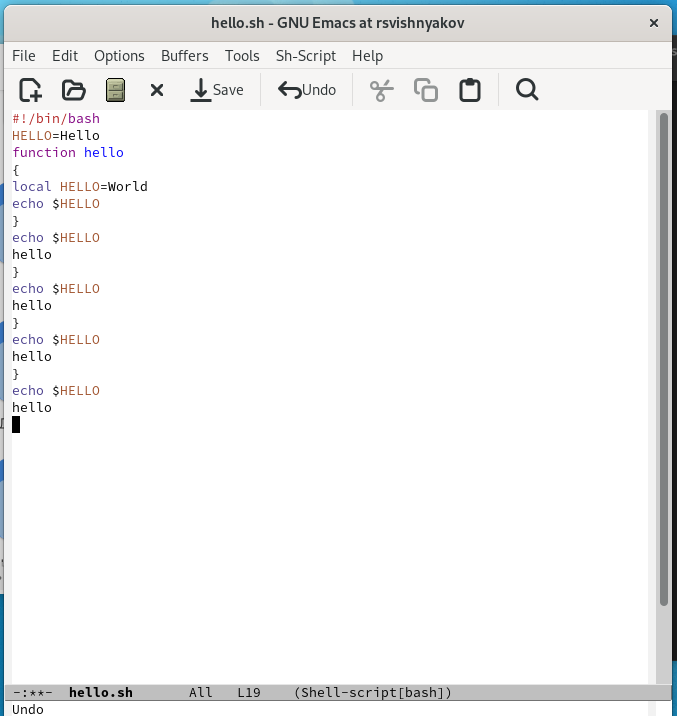 hello.sh - GNU Emacs at rsvishnyakov
File Edit Options Buffers Tools Sh-Script Help
Save Undo
#!/bin/bash
HELLO=Hello
function hello
{
local HELLO=World
echo $HELLO
}
echo $HELLO
hello
}
echo $HELLO
hello
}
echo $HELLO
hello
}
echo $HELLO
hello
-:**- hello.sh All L19 (Shell-script[bash])
Undo